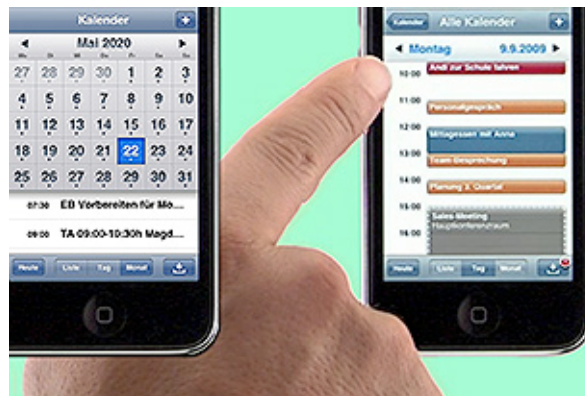 Kalender +
Mai 2020
27 28 29 30 1 2 3
4 5 6 7 8 9 10
11 12 13 14 15 16 17
18 19 20 21 22 23 24
25 26 27 28 29 30 31
07:30 EB Vorbereiten für Mo....
09:00 TA 09:00-10:30h Magd....
Heute Liste Tag Monat
Kalender Alle Kalender +
Montag 9.9.2009
10:00 Andi zur Schule fahren
11:00 Personalgespräch
12:00 Mittagessen mit Anna
13:00 Team-Besprechung
14:00 Planung 3. Quartal
15:00 Sales-Meeting
Hauptkonferenzraum
16:00
Heute Liste Tag Monat